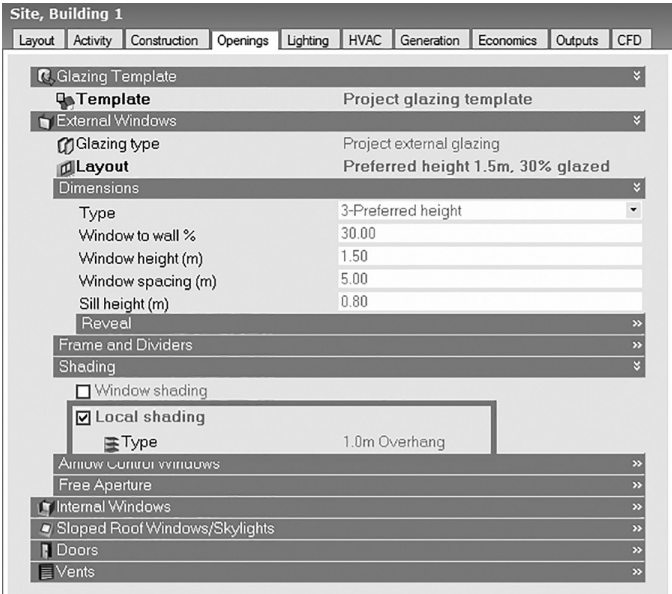 Site, Building 1
Layout Activity Construction Openings Lighting HVAC Generation Economics Outputs CFD
Glazing Template
Template Project glazing template
External Windows
Glazing type Project external glazing
Layout Preferred height 1.5m, 30% glazed
Dimensions
Type 3-Preferred height
Window to wall % 30.00
Window height (m) 1.50
Window spacing (m) 5.00
Sill height (m) 0.80
Reveal
Frame and Dividers
Shading
Window shading
Local shading
Type 1.0m Overhang
Airflow Control Windows
Free Aperture
Internal Windows
Sloped Roof Windows/Skylights
Doors
Vents